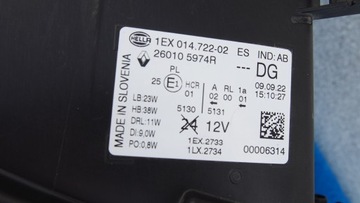 HELLA
1EX 014.722-02 ES IND: AB
26010 5974R --- DG
PL
25 E1 HCR A RL 1a 09.09.22
01 02 00 01 15:10:27
LB:23W
HB:38W 5130 5131
DRL:11W 24 12V
DI:9,0W 1EX.2733
PO:0,8W 1LX.2734 00006314
MADE IN SLOVENIA